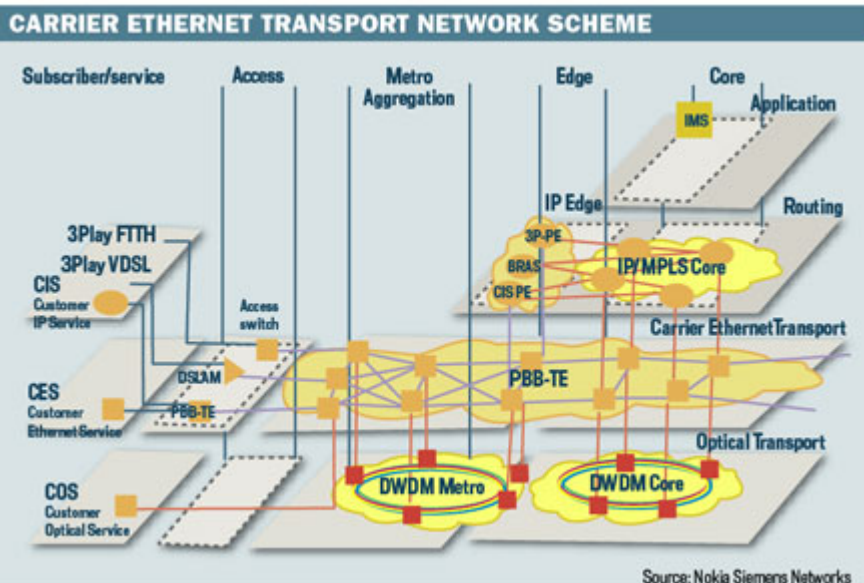 CARRIER ETHERNET TRANSPORT NETWORK SCHEME
Subscriber/service
Access
Metro
Aggregation
Edge
Core
Application
IMS
IP Edge
Routing
3Play FTTH
3Play VDSL
CIS
Customer
IP Service
3P-PE
BRAS
CIS PE
IP/MPLS Core
Access
switch
Carrier EthernetTransport
DSLAM
PBB-TE
PBB-TE
CES
Customer
Ethernet Service
Optical Transport
COS
Customer
Optical Service
DWDM Metro
DWDM Core
Source: Nokia Siemens Networks